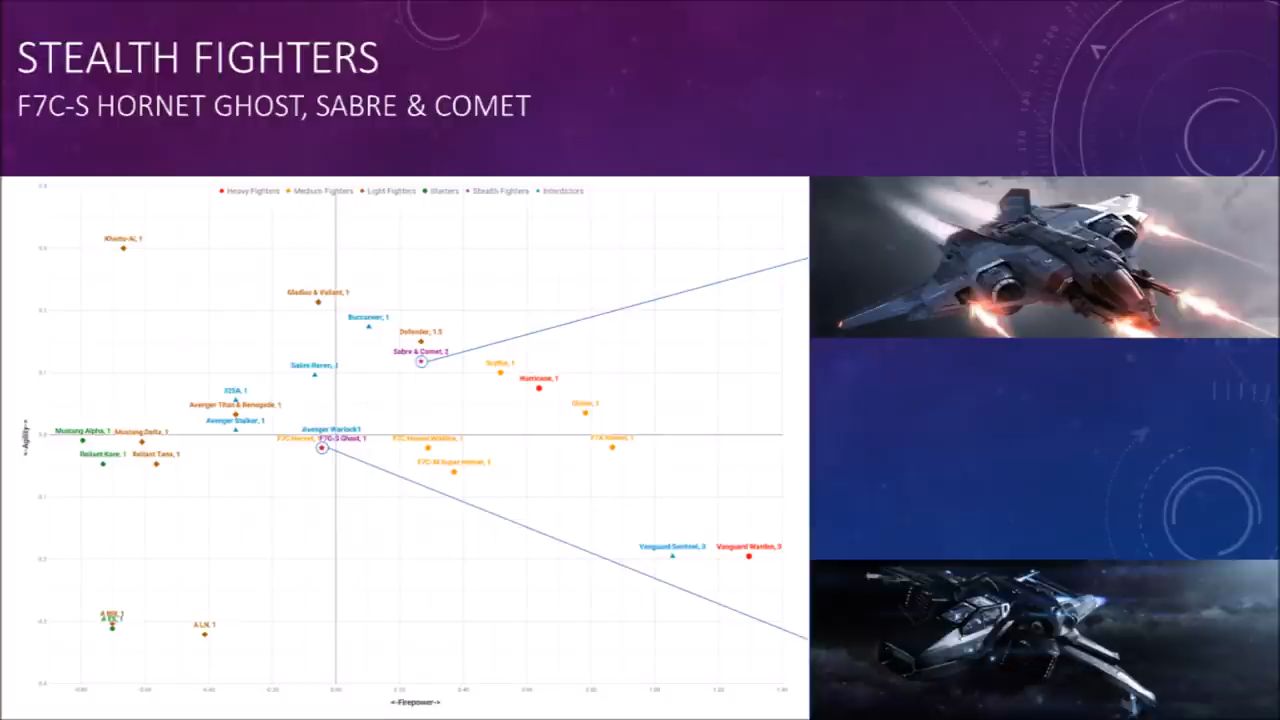 STEALTH FIGHTERS
F7C-S HORNET GHOST, SABRE & COMET
Heavy Fighters
Medium Fighters
Light Fighters
Starters
Stealth Fighters
Interdictors
Khartu-Al, 1
Gladius & Valiant, 1
Buccaneer, 1
Defender, 1.5
Sabre & Comet, 2
Sabre Raven, 1
Scythe, 1
Hurricane, 1
Glaive, 1
325A, 1
Avenger Titan & Renegade, 1
Avenger Stalker, 1
Avenger Warlock1
Mustang Alpha, 1
Mustang Delta, 1
F7C Hornet,
F7C-S Ghost, 1
F7C Hornet Wildfire, 1
F7A Hornet, 1
Reliant Kore, 1
Reliant Tana, 1
F7C-M Super Hornet, 1
Vanguard Sentinel, 3
Vanguard Warden, 3
<-Agility->
0.00
<-Firepower->